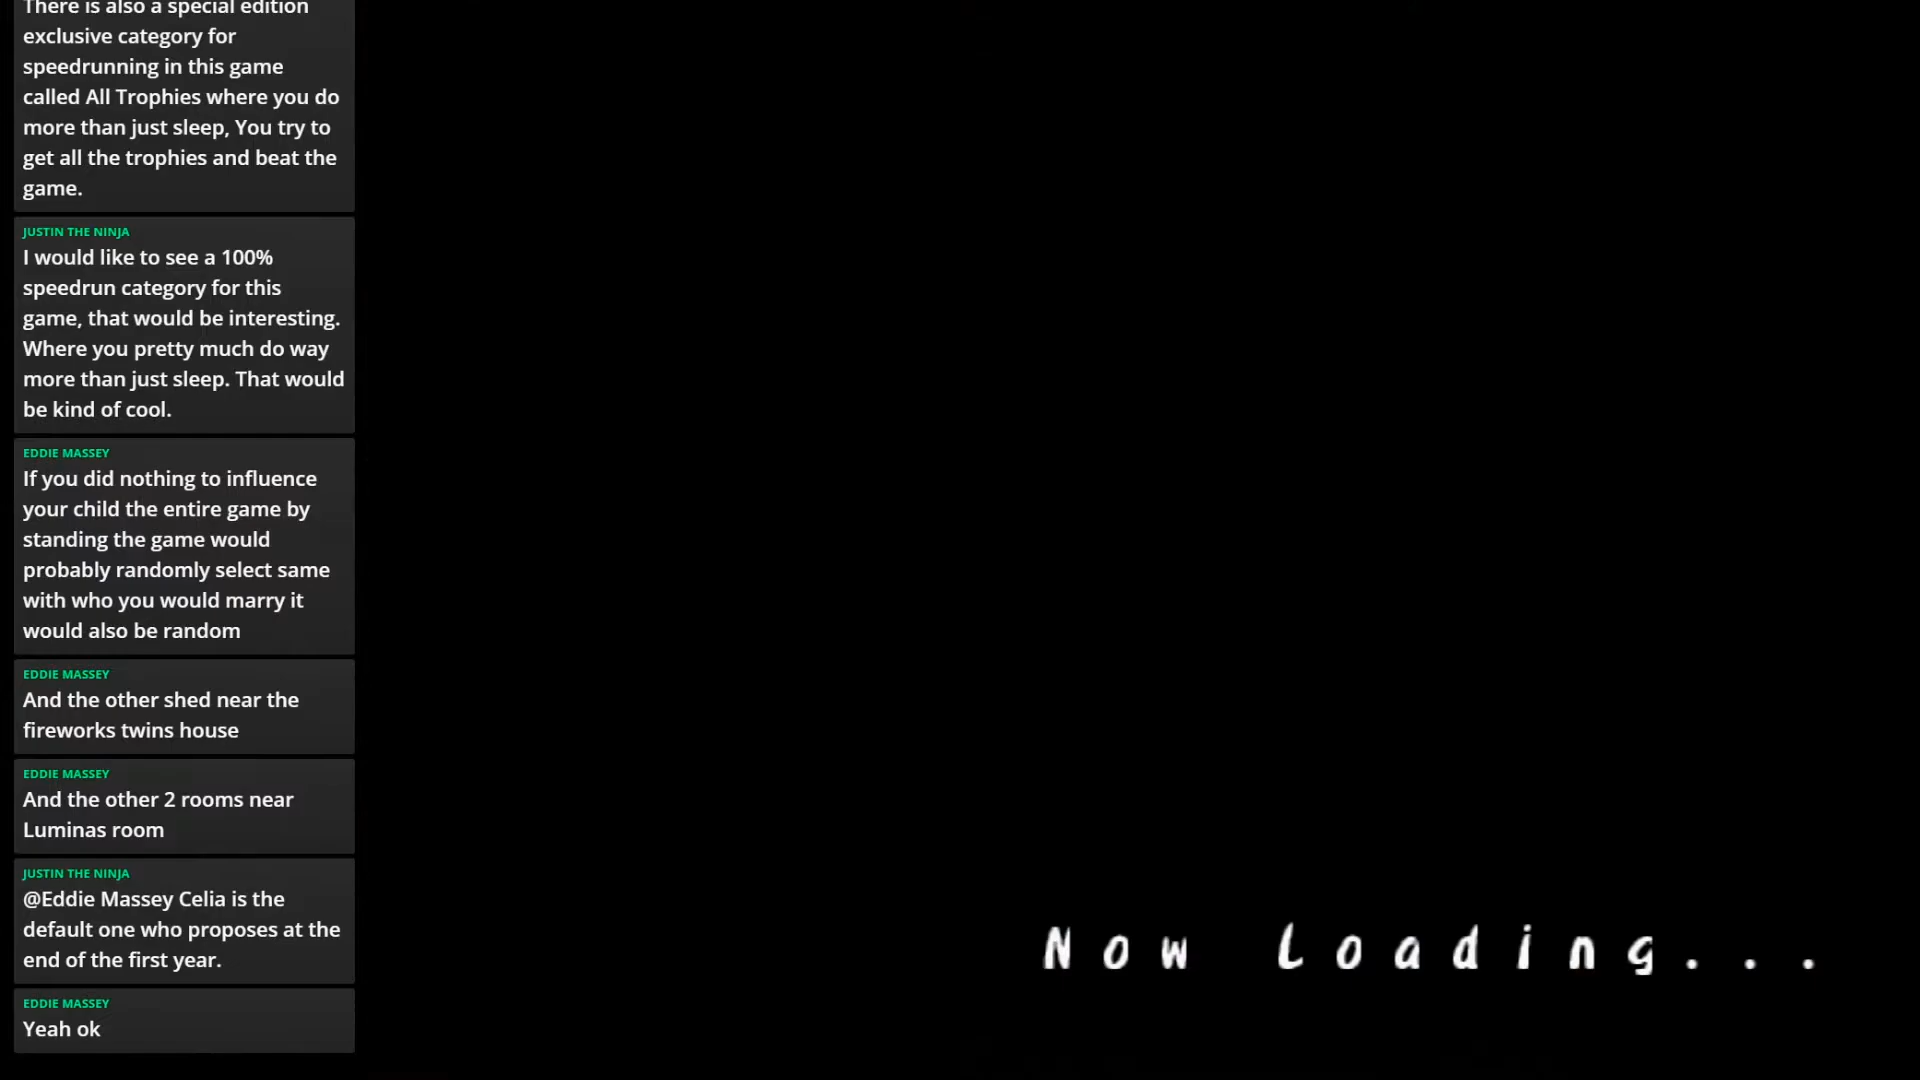 There is also a special edition
exclusive category for
speedrunning in this game
called All Trophies where you do
more than just sleep, You try to
get all the trophies and beat the
game.
JUSTIN THE NINJA
I would like to see a 100%
speedrun category for this
game, that would be interesting.
Where you pretty much do way
more than just sleep. That would
be kind of cool.
EDDIE MASSEY
If you did nothing to influence
your child the entire game by
standing the game would
probably randomly select same
with who you would marry it
would also be random
EDDIE MASSEY
And the other shed near the
fireworks twins house
EDDIE MASSEY
And the other 2 rooms near
Luminas room
JUSTIN THE NINJA
@Eddie Massey Celia is the
default one who proposes at the
end of the first year.
EDDIE MASSEY
Yeah ok
Now Loading...